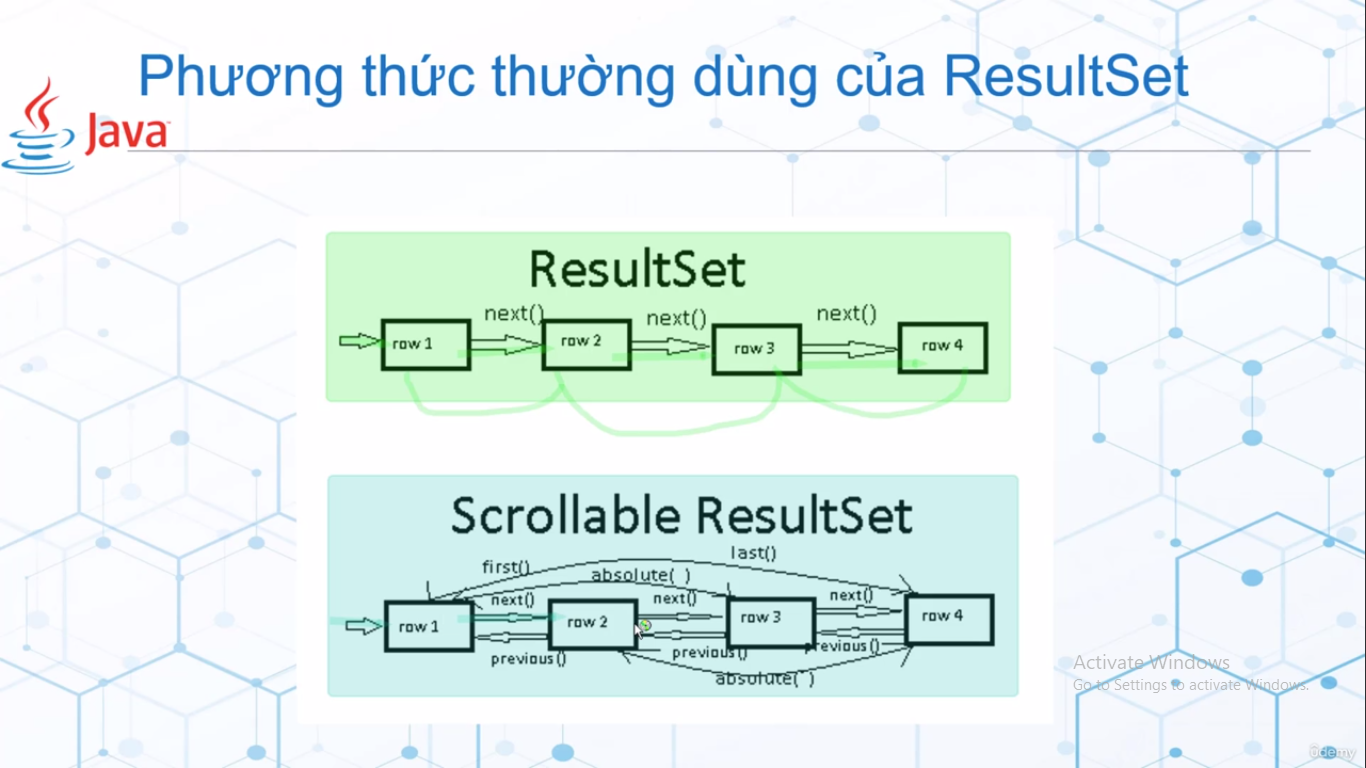 Phương thức thường dùng của ResultSet
Java
ResultSet
next() next() next()
row 1 row 2 row 3 row 4
Scrollable ResultSet
last()
first() absolute( )
next() next() next()
row 1 row 2 row 3 row 4
previous() previous() previous()
absolute( )
Activate Windows
Go to Settings to activate Windows.
ûdemy